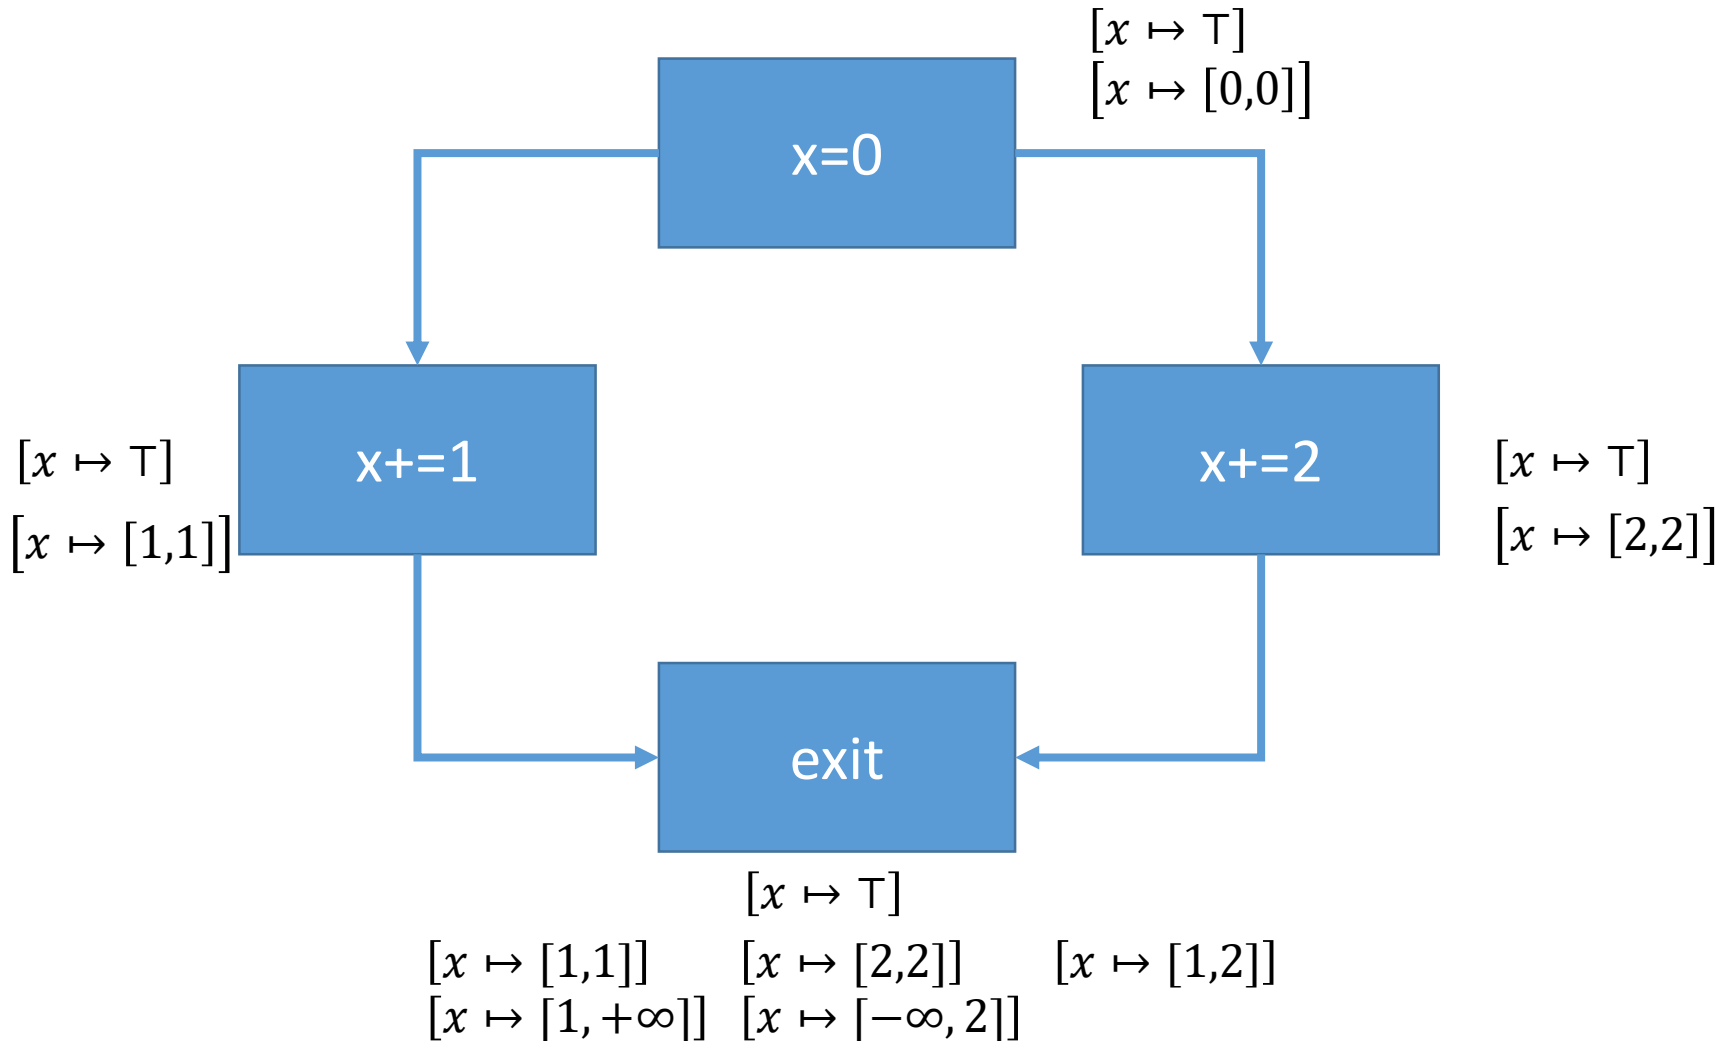 [x ↦ ⊤]
[x ↦ [0,0]]
x=0
x+=1
x+=2
[x ↦ ⊤]
[x ↦ [1,1]]
[x ↦ ⊤]
[x ↦ [2,2]]
exit
[x ↦ ⊤]
[x ↦ [1,1]] [x ↦ [2,2]] [x ↦ [1,2]]
[x ↦ [1, +∞]] [x ↦ [−∞, 2]]